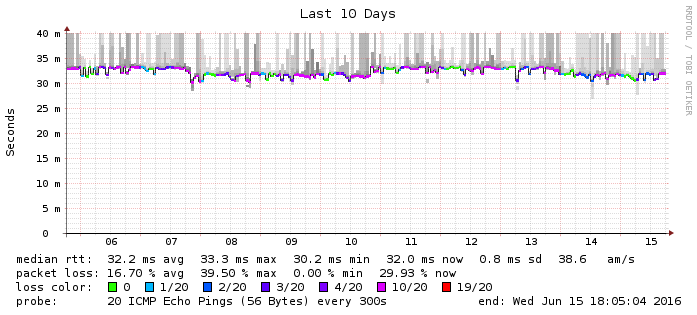 Last 10 Days
RRDTOOL / TOBI OETIKER
Seconds
40 m
35 m
30 m
25 m
20 m
15 m
10 m
5 m
0
06 07 08 09 10 11 12 13 14 15
median rtt: 32.2 ms avg 33.3 ms max 30.2 ms min 32.0 ms now 0.8 ms sd 38.6 am/s
packet loss: 16.70 % avg 39.50 % max 0.00 % min 29.93 % now
loss color: 0 1/20 2/20 3/20 4/20 10/20 19/20
probe: 20 ICMP Echo Pings (56 Bytes) every 300s end: Wed Jun 15 18:05:04 2016